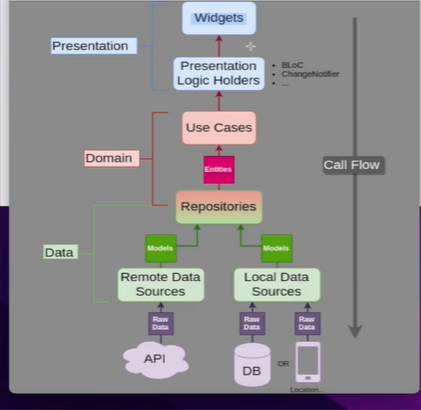 Widgets
Presentation
Presentation
Logic Holders
• BLoC
• ChangeNotifier
• ...
Use Cases
Domain
Entities
Call Flow
Repositories
Data
Models
Models
Remote Data
Sources
Local Data
Sources
Raw
Data
Raw
Data
Raw
Data
API
DB
OR
Location...